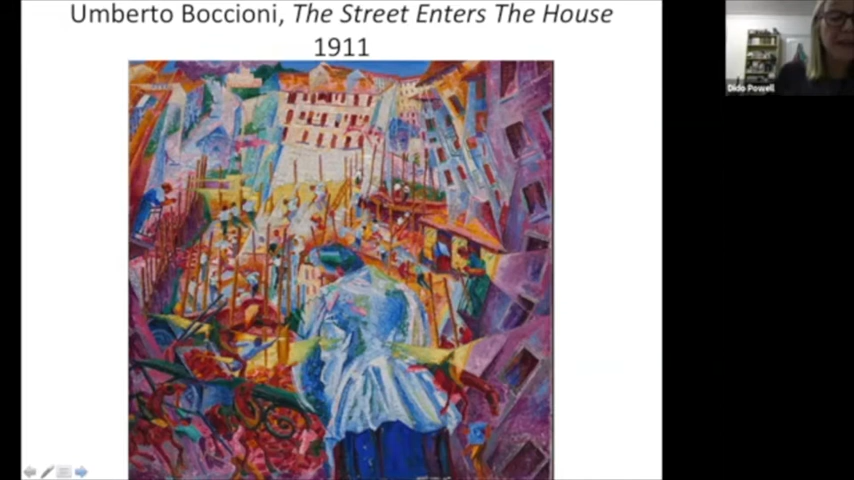 Umberto Boccioni, The Street Enters The House
1911
Dido Powell